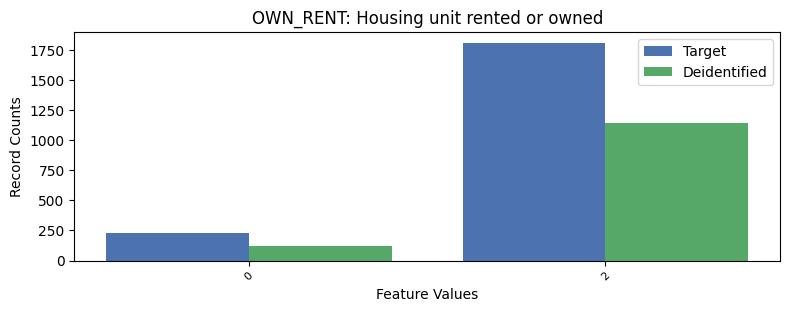 OWN_RENT: Housing unit rented or owned
Target
Deidentified
Record Counts
1750
1500
1250
1000
750
500
250
0
0
2
Feature Values